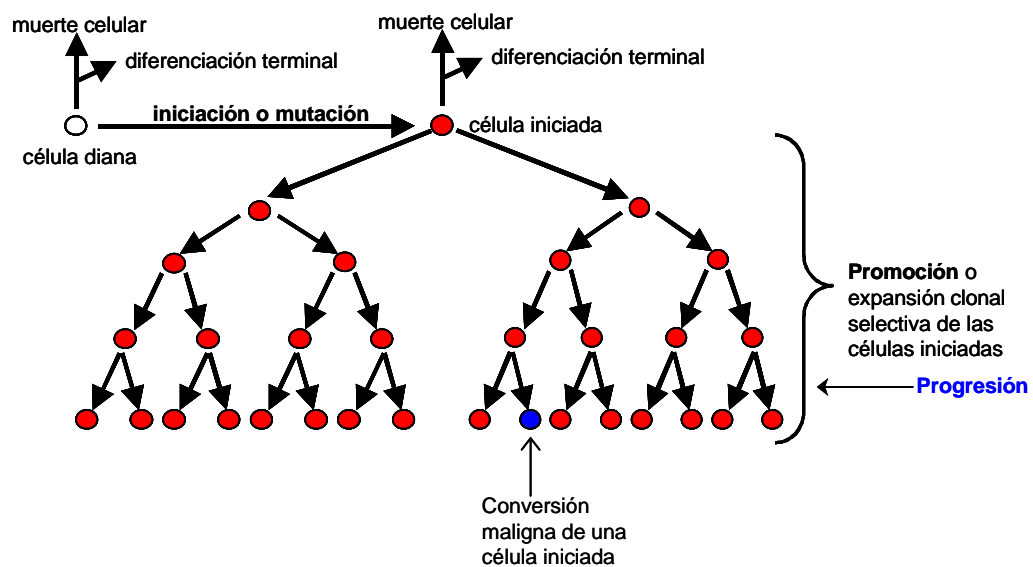 muerte celular
diferenciación terminal
muerte celular
diferenciación terminal
iniciación o mutación
célula iniciada
célula diana
Promoción o
expansión clonal
selectiva de las
células iniciadas
Progresión
Conversión
maligna de una
célula iniciada